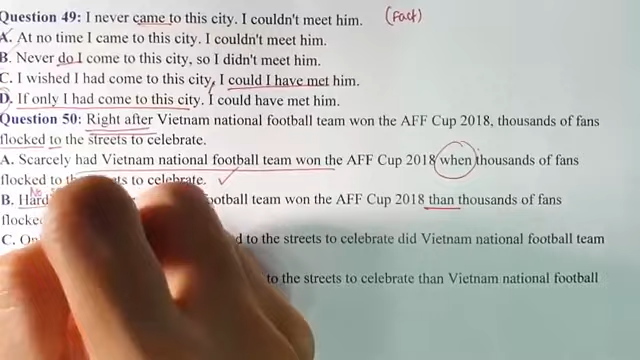 Question 49: I never came to this city. I couldn't meet him. (Fact)
A. At no time I came to this city. I couldn't meet him.
B. Never do I come to this city, so I didn't meet him.
C. I wished I had come to this city, I could I have met him.
D. If only I had come to this city. I could have met him.
Question 50: Right after Vietnam national football team won the AFF Cup 2018, thousands of fans
flocked to the streets to celebrate.
A. Scarcely had Vietnam national football team won the AFF Cup 2018 when thousands of fans
flocked to to celebrate.
No
B. Hard football team won the AFF Cup 2018 than thousands of fans
flocked
C. to the streets to celebrate did Vietnam national football team
to the streets to celebrate than Vietnam national football